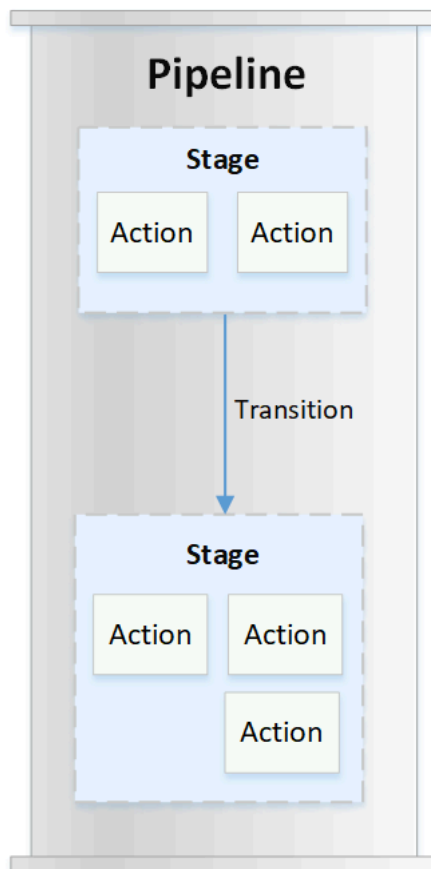 Pipeline
Stage
Action Action
Transition
Stage
Action Action
Action